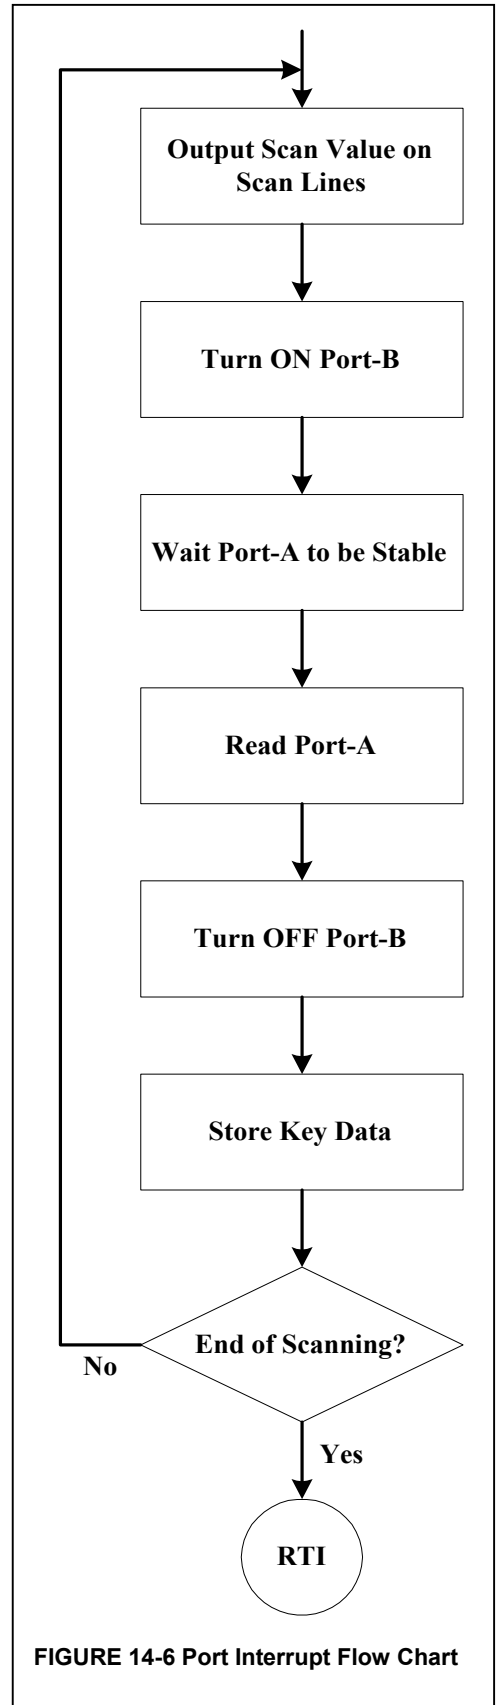 Output Scan Value on
Scan Lines
Turn ON Port-B
Wait Port-A to be Stable
Read Port-A
Turn OFF Port-B
Store Key Data
End of Scanning?
No
Yes
RTI
FIGURE 14-6 Port Interrupt Flow Chart